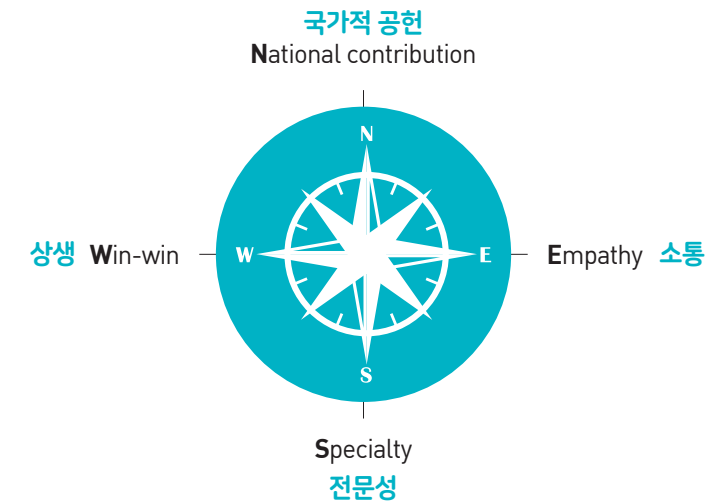 국가적 공헌
National contribution
N
상생 Win-win
W
E
Empathy 소통
S
Specialty
전문성